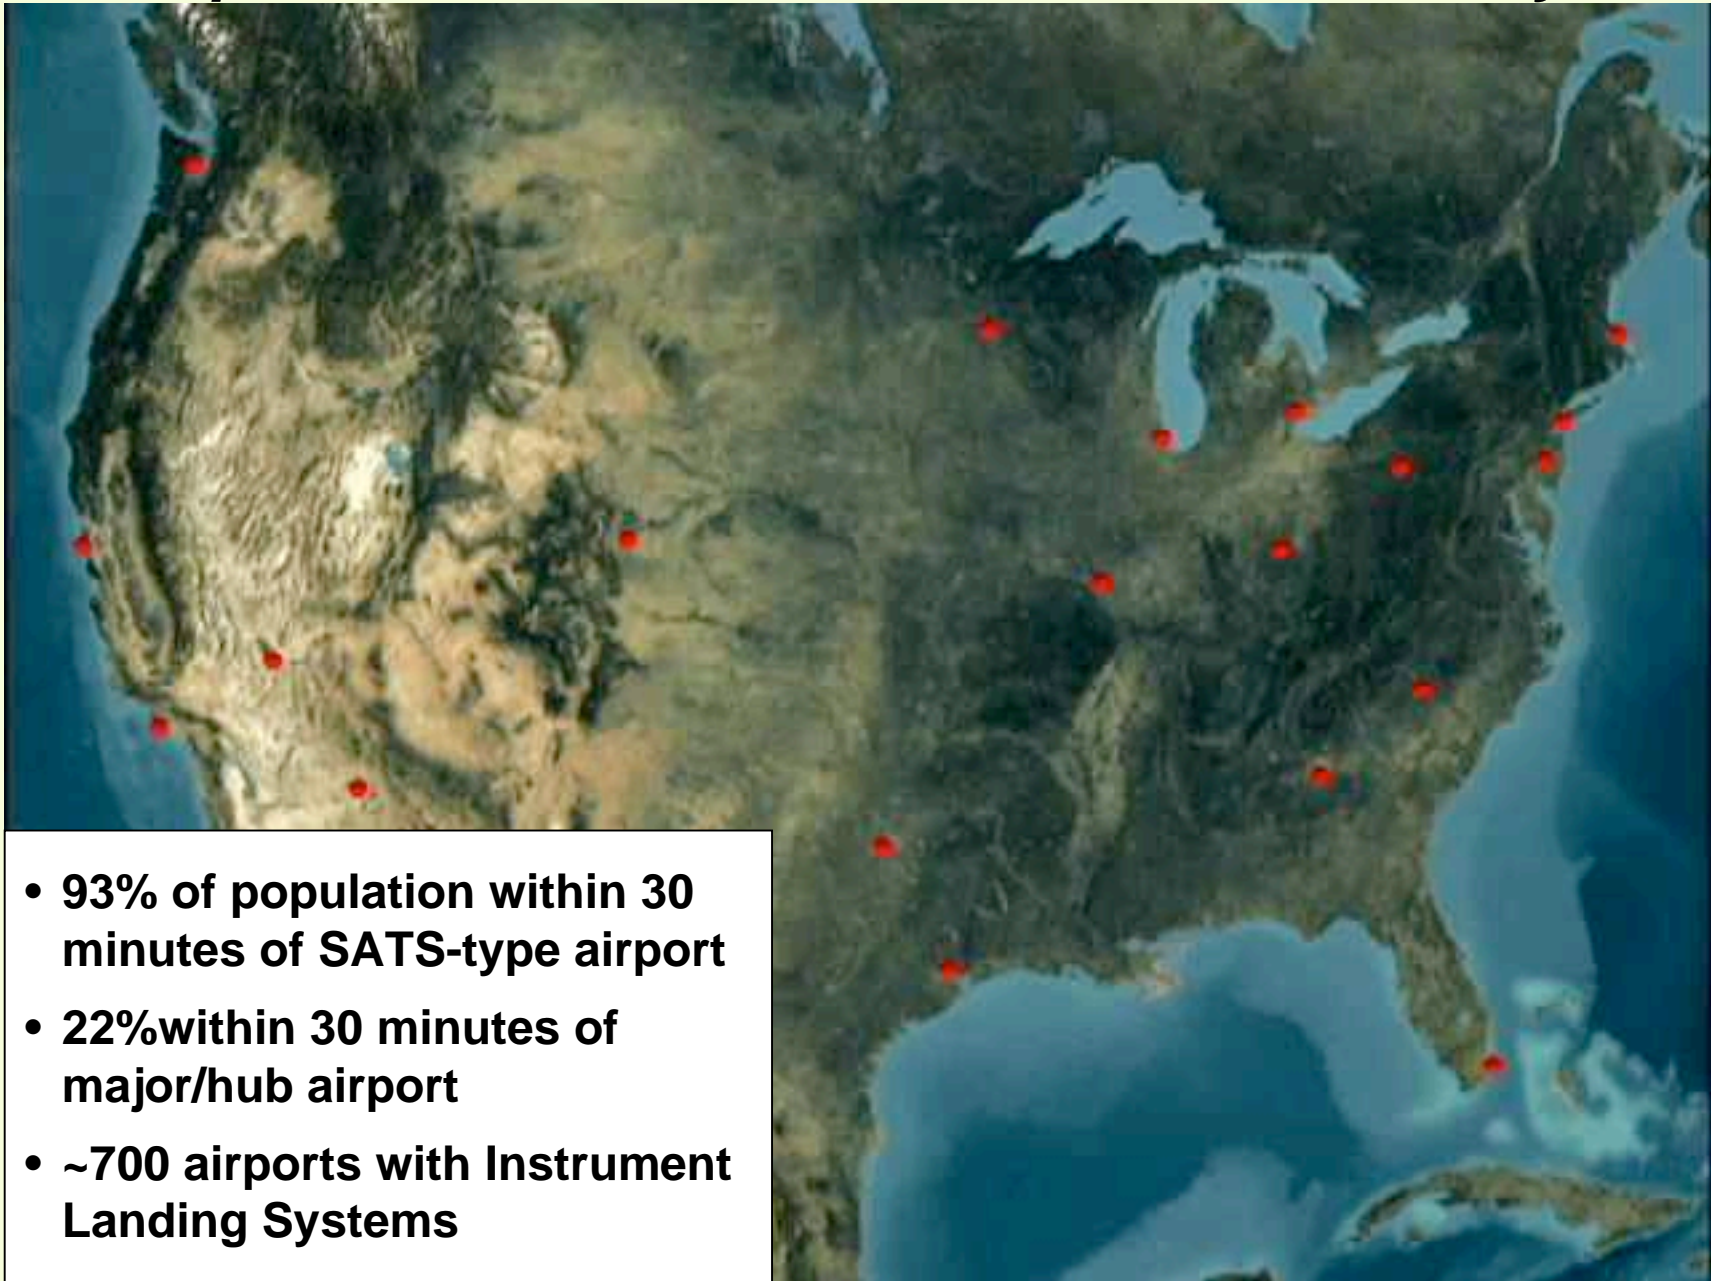 • 93% of population within 30
minutes of SATS-type airport
• 22%within 30 minutes of
major/hub airport
• ~700 airports with Instrument
Landing Systems